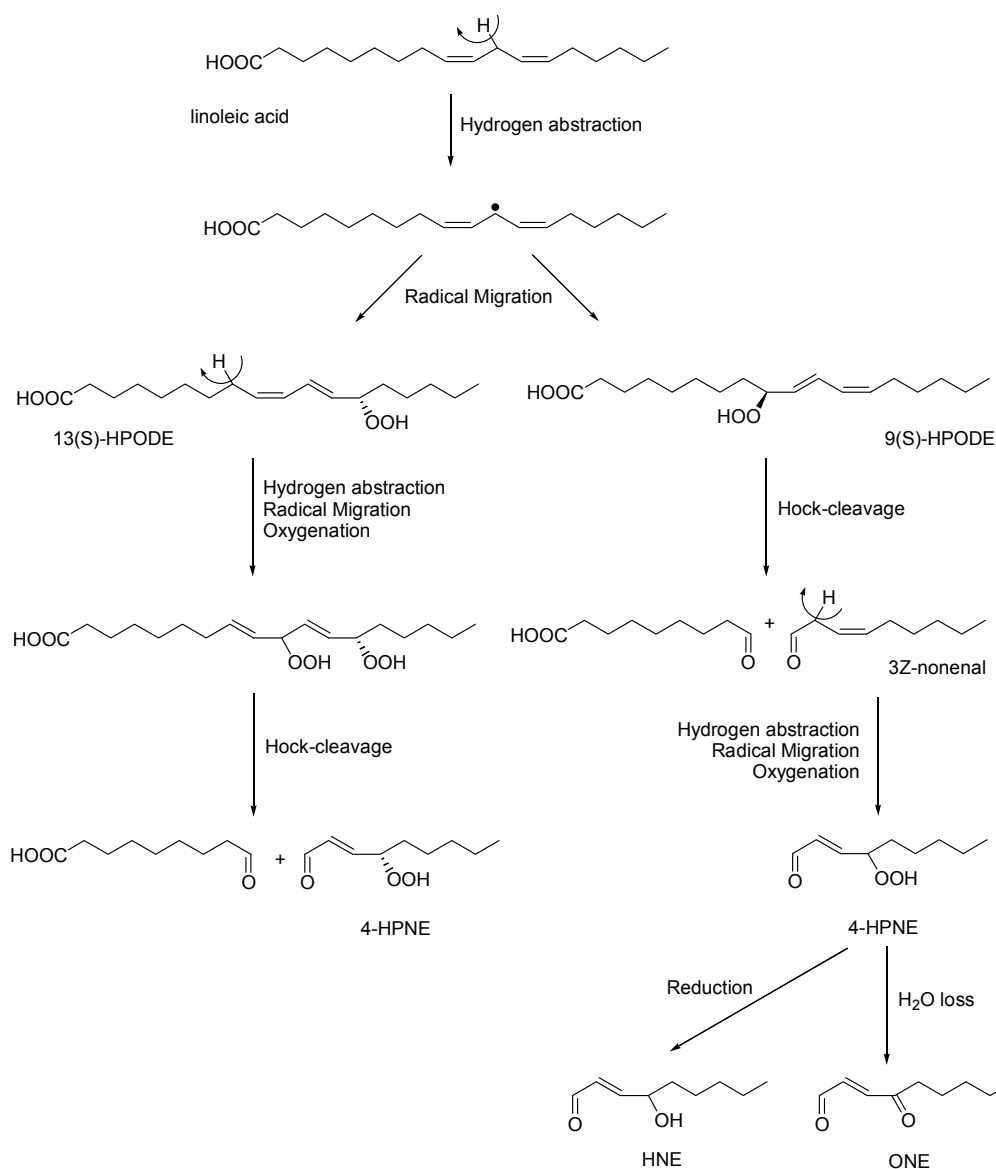 H
HOOC
linoleic acid
Hydrogen abstraction
HOOC
Radical Migration
H
HOOC
OOH
13(S)-HPODE
HOOC
HOO
9(S)-HPODE
Hydrogen abstraction
Radical Migration
Oxygenation
Hock-cleavage
HOOC
OOH
OOH
HOOC
O
+
H
O
3Z-nonenal
Hock-cleavage
Hydrogen abstraction
Radical Migration
Oxygenation
HOOC
O
+
O
OOH
4-HPNE
O
OOH
4-HPNE
Reduction
H2O loss
O
OH
HNE
O
O
ONE